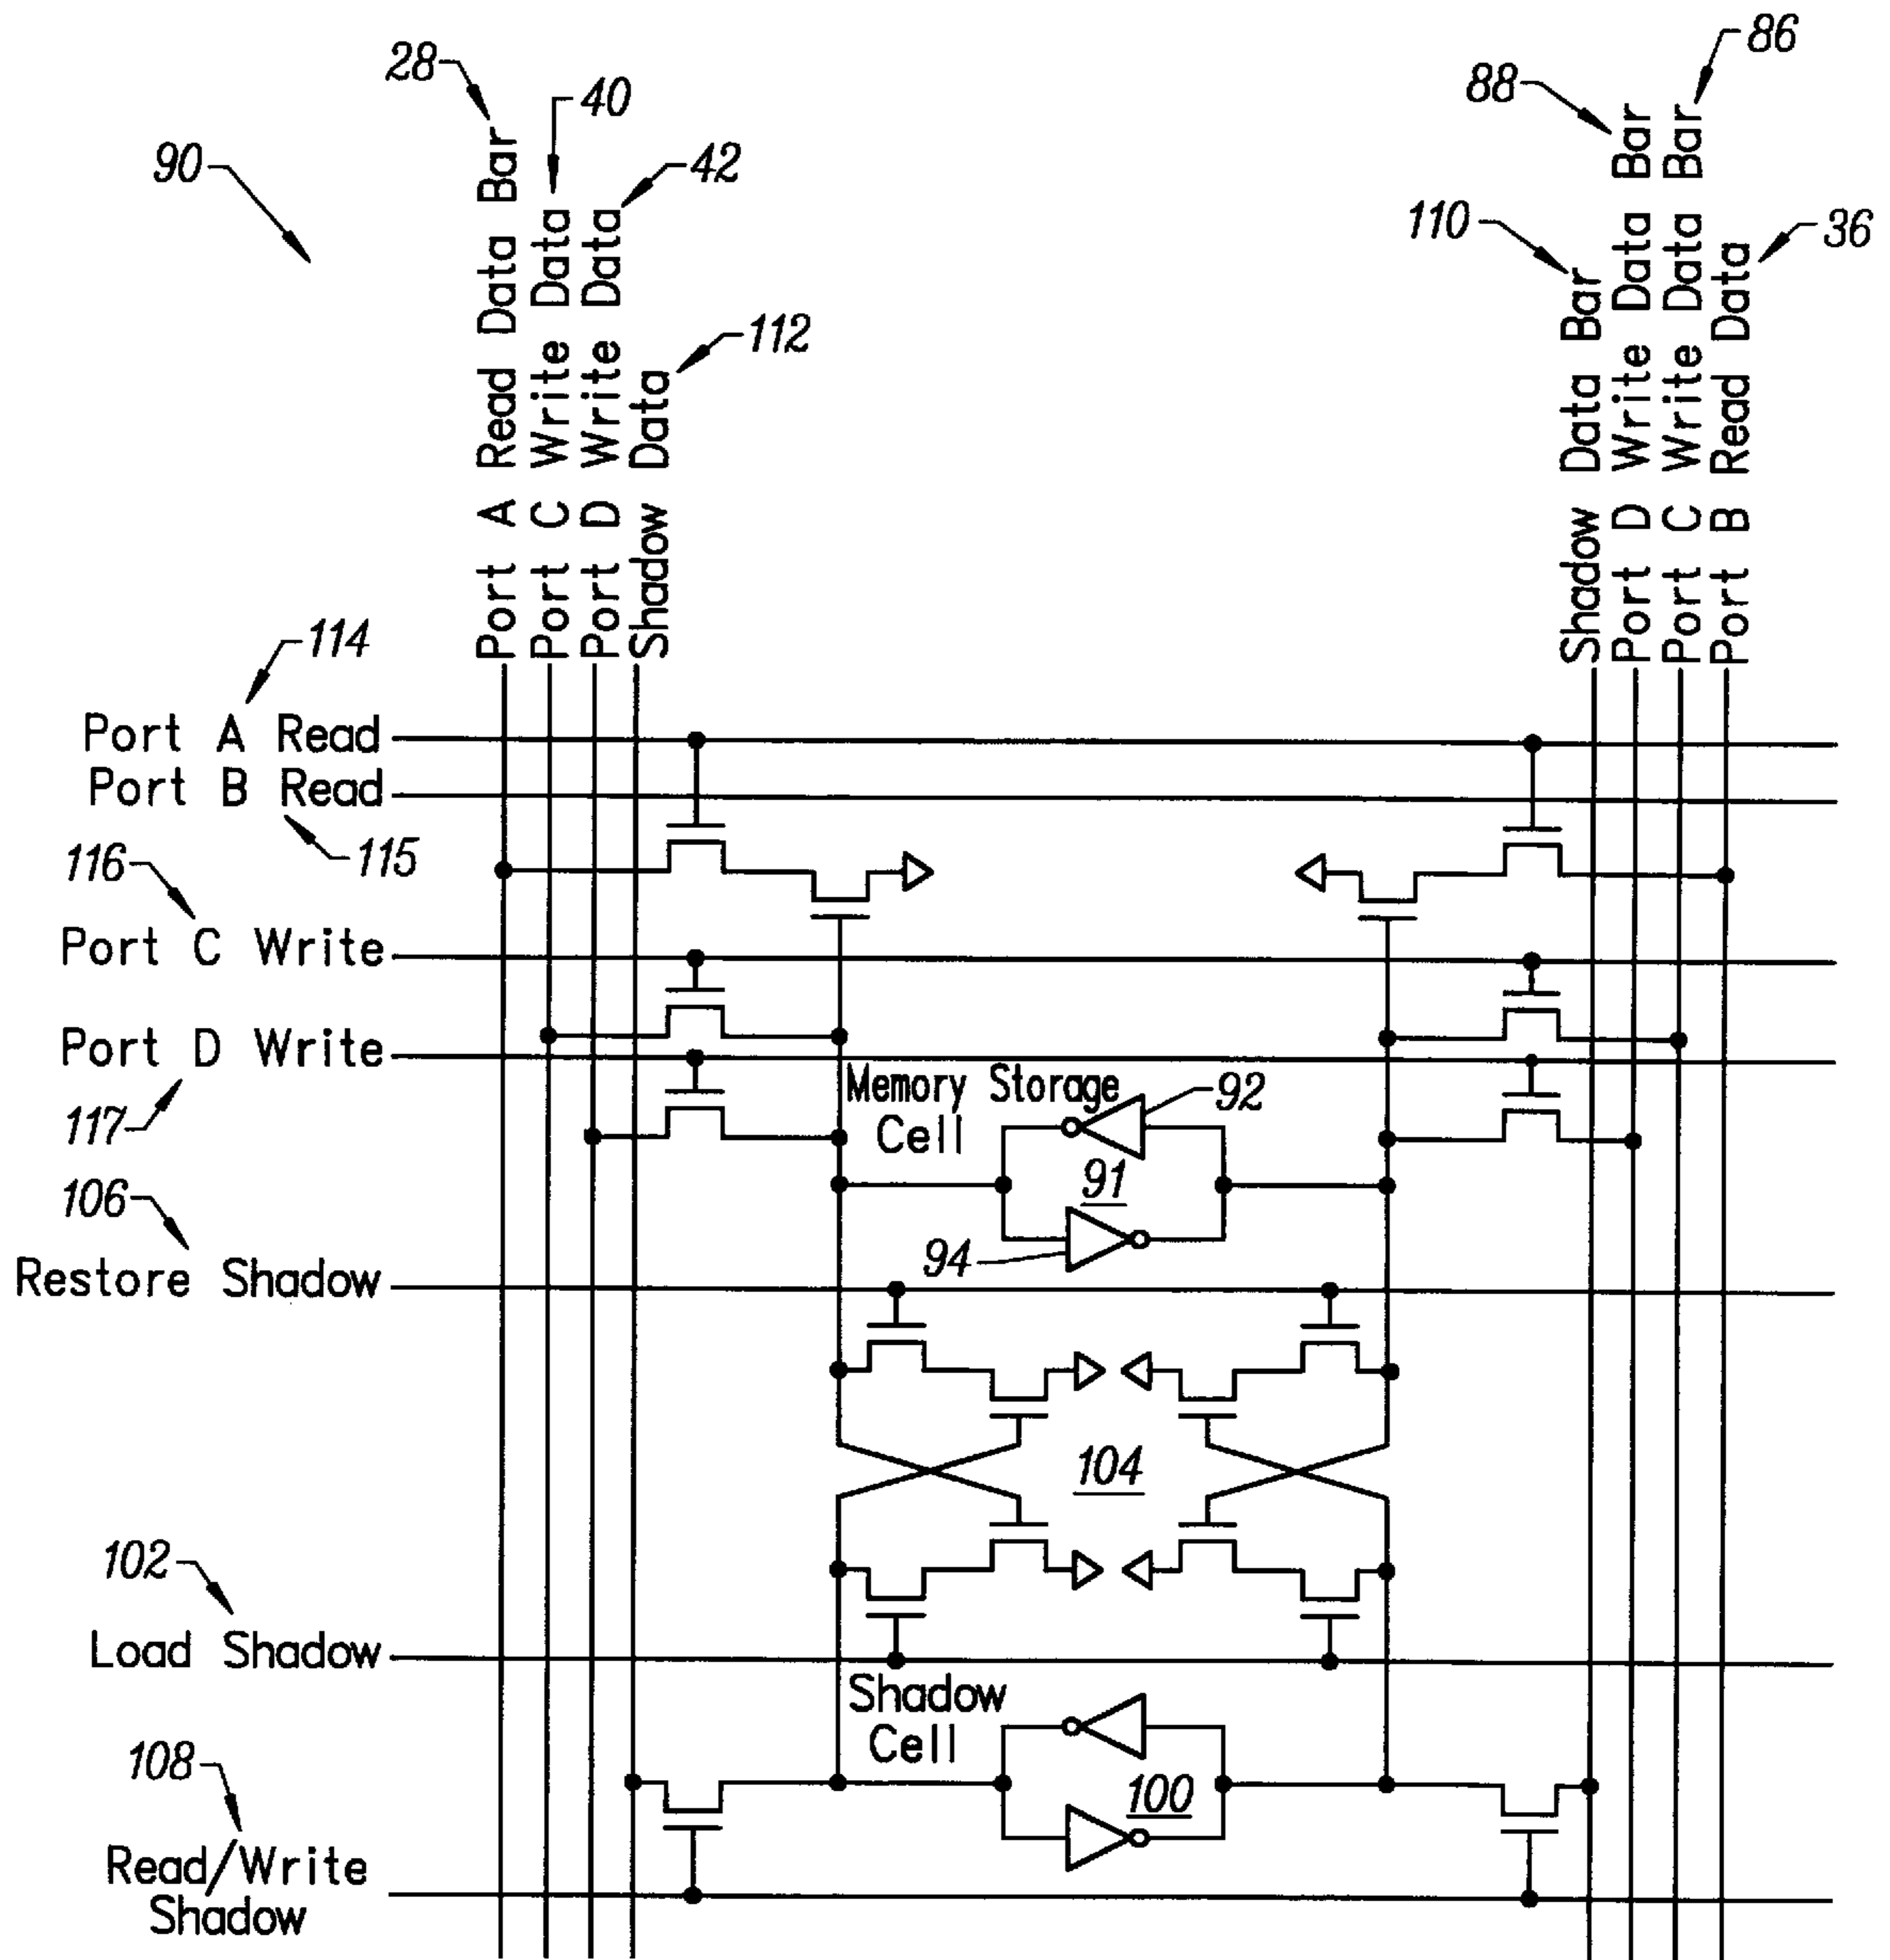 28
40
42
90
112
Port A Read Data Bar
Port C Write Data
Port D Write Data
Shadow Data
86
88
110
36
Shadow Data Bar
Port D Write Data Bar
Port C Write Data Bar
Port B Read Data
114
Port A Read
Port B Read
115
116
Port C Write
Port D Write
117
Memory Storage
Cell
92
91
94
106
Restore Shadow
104
102
Load Shadow
Shadow
Cell
100
108
Read/Write
Shadow